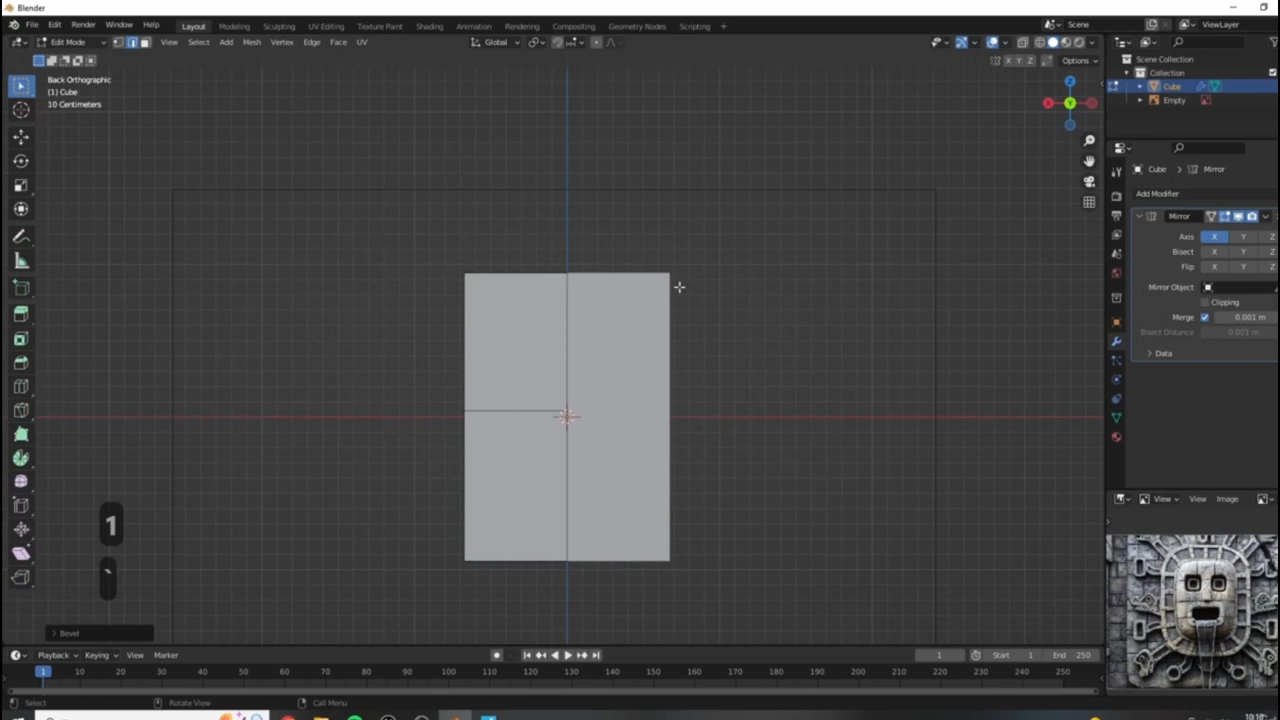 Blender
File Edit Render Window Help Layout Modeling Sculpting UV Editing Texture Paint Shading Animation Rendering Compositing Geometry Nodes Scripting + Scene ViewLayer
Edit Mode View Select Add Mesh Vertex Edge Face UV Global
X Y Z Options
Back Orthographic
(1) Cube
10 Centimeters
Z
X Y
Scene Collection
Collection
Cube
Empty
Cube > Mirror
Add Modifier
Mirror
Axis X Y Z
Bisect X Y Z
Flip X Y Z
Mirror Object
Clipping
Merge 0.001 m
Bisect Distance 0.001 m
Data
View View Image
1
`
Bevel
Playback Keying View Marker 1 Start 1 End 250
1 10 20 30 40 50 60 70 80 90 100 110 120 130 140 150 160 170 180 190 200 210 220 230 240 250
Select Rotate View Call Menu